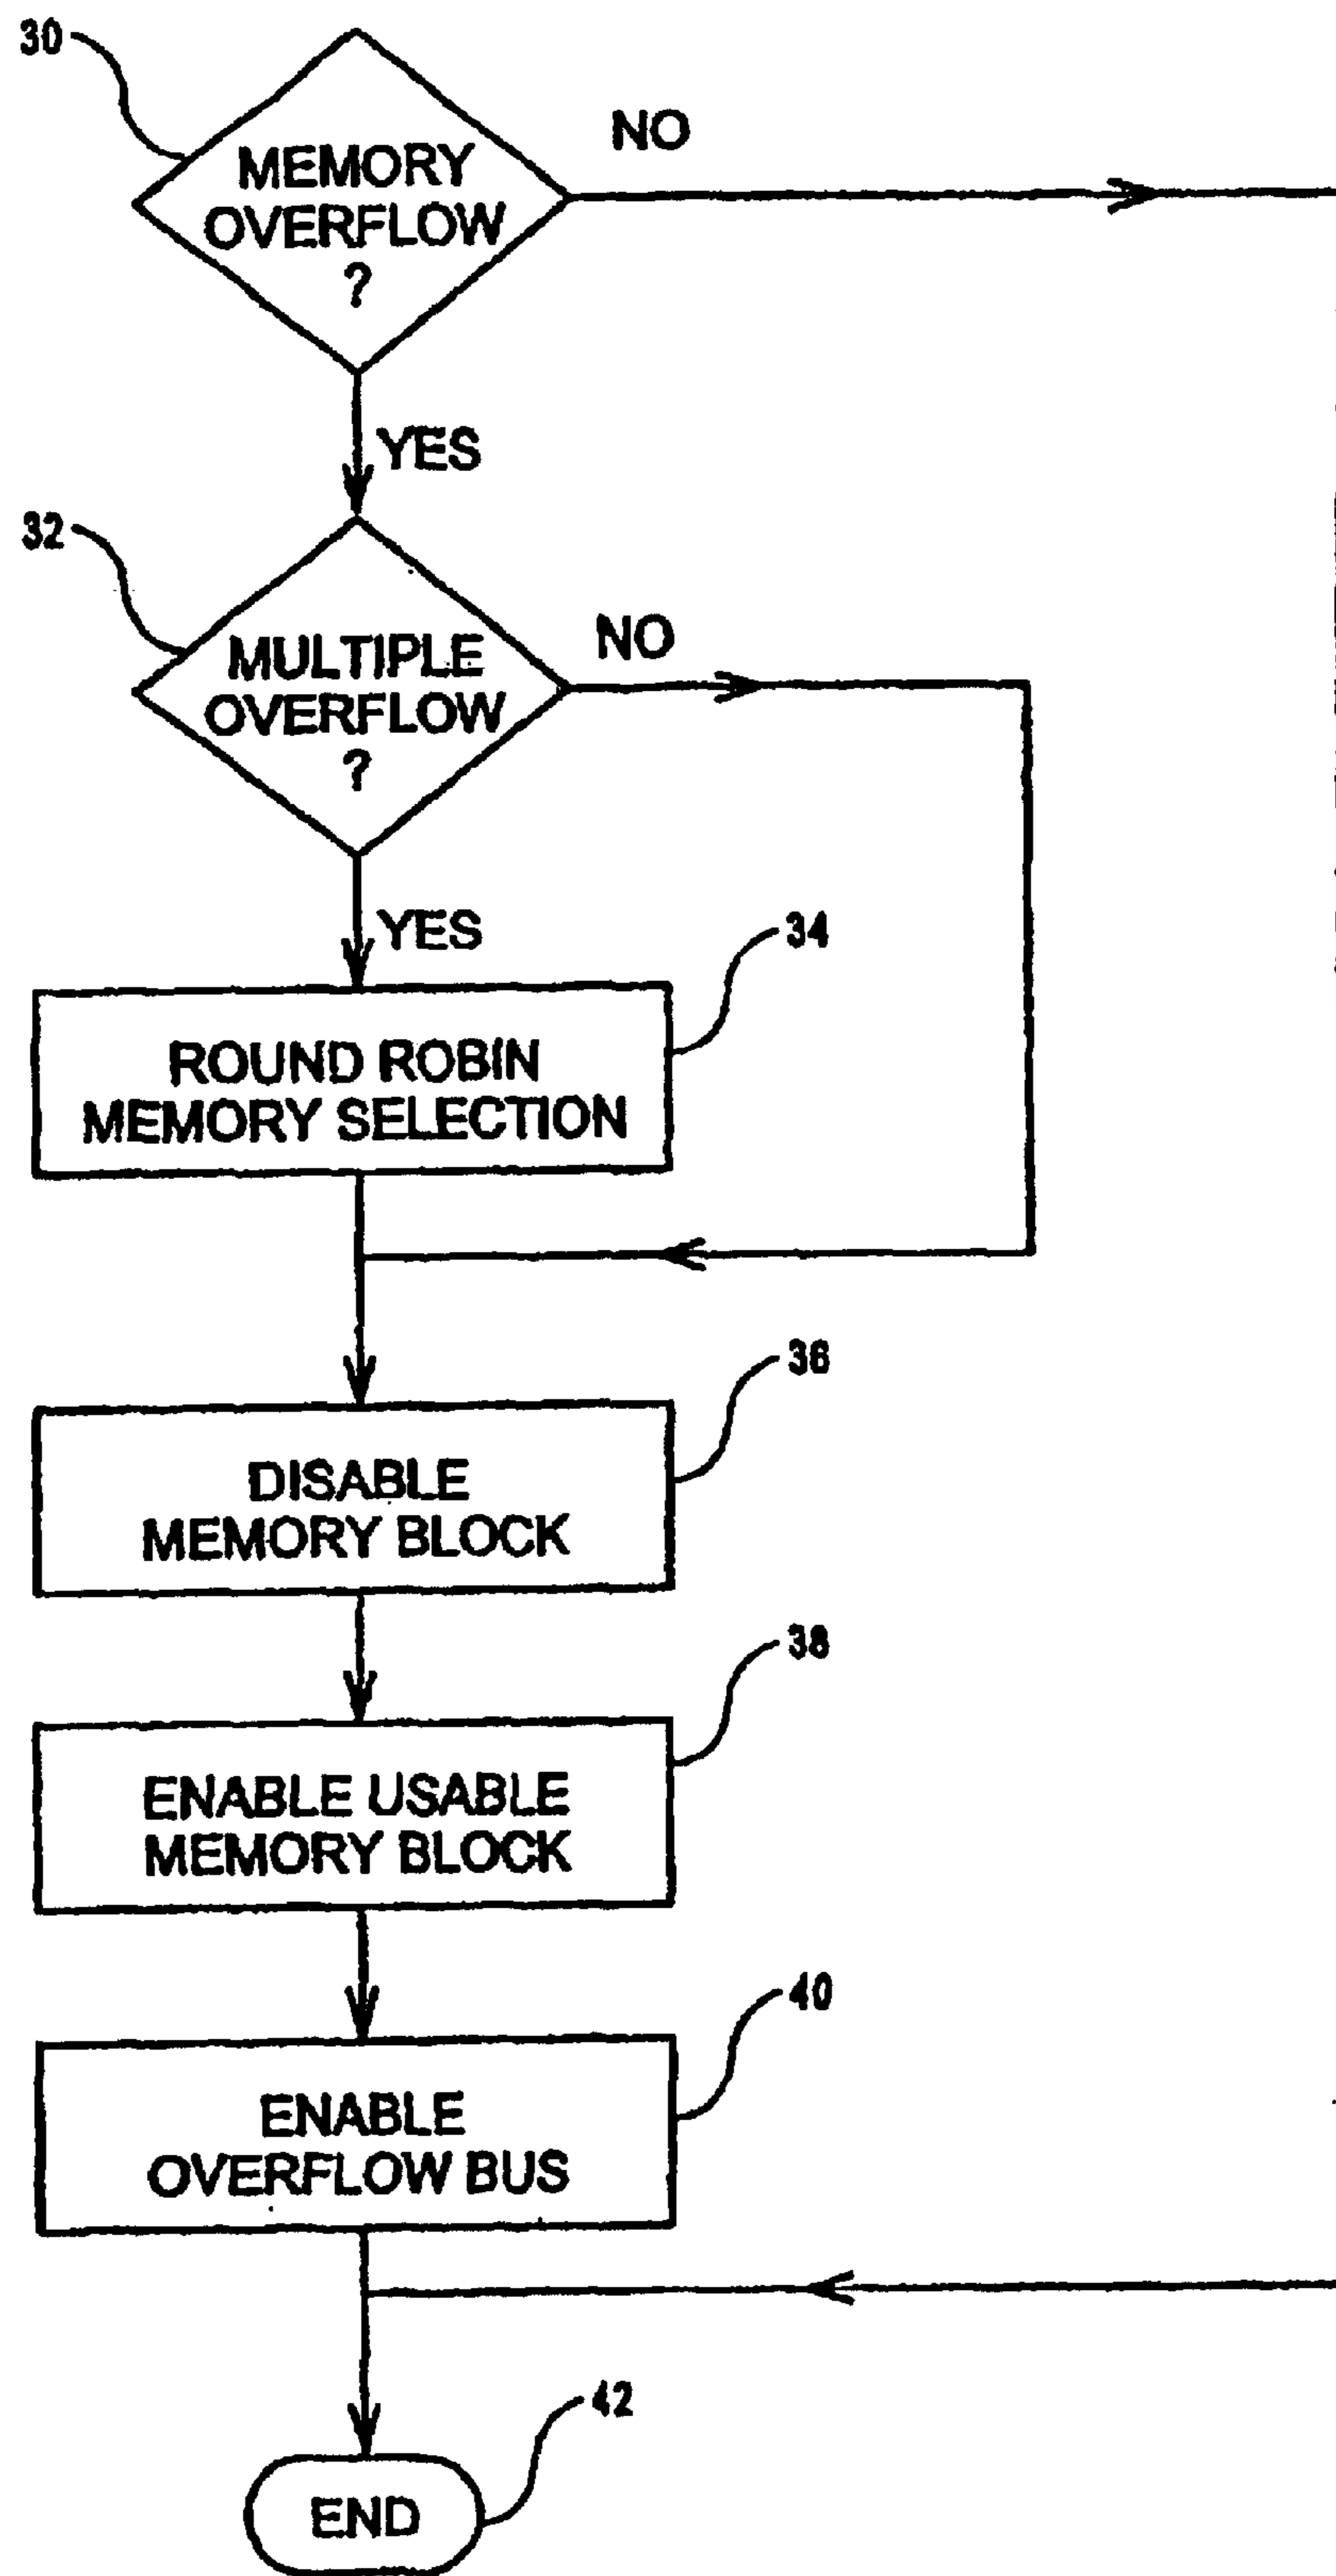 30
MEMORY
OVERFLOW
?
NO
YES
32
MULTIPLE
OVERFLOW
?
NO
YES
34
ROUND ROBIN
MEMORY SELECTION
36
DISABLE
MEMORY BLOCK
38
ENABLE USABLE
MEMORY BLOCK
40
ENABLE
OVERFLOW BUS
42
END